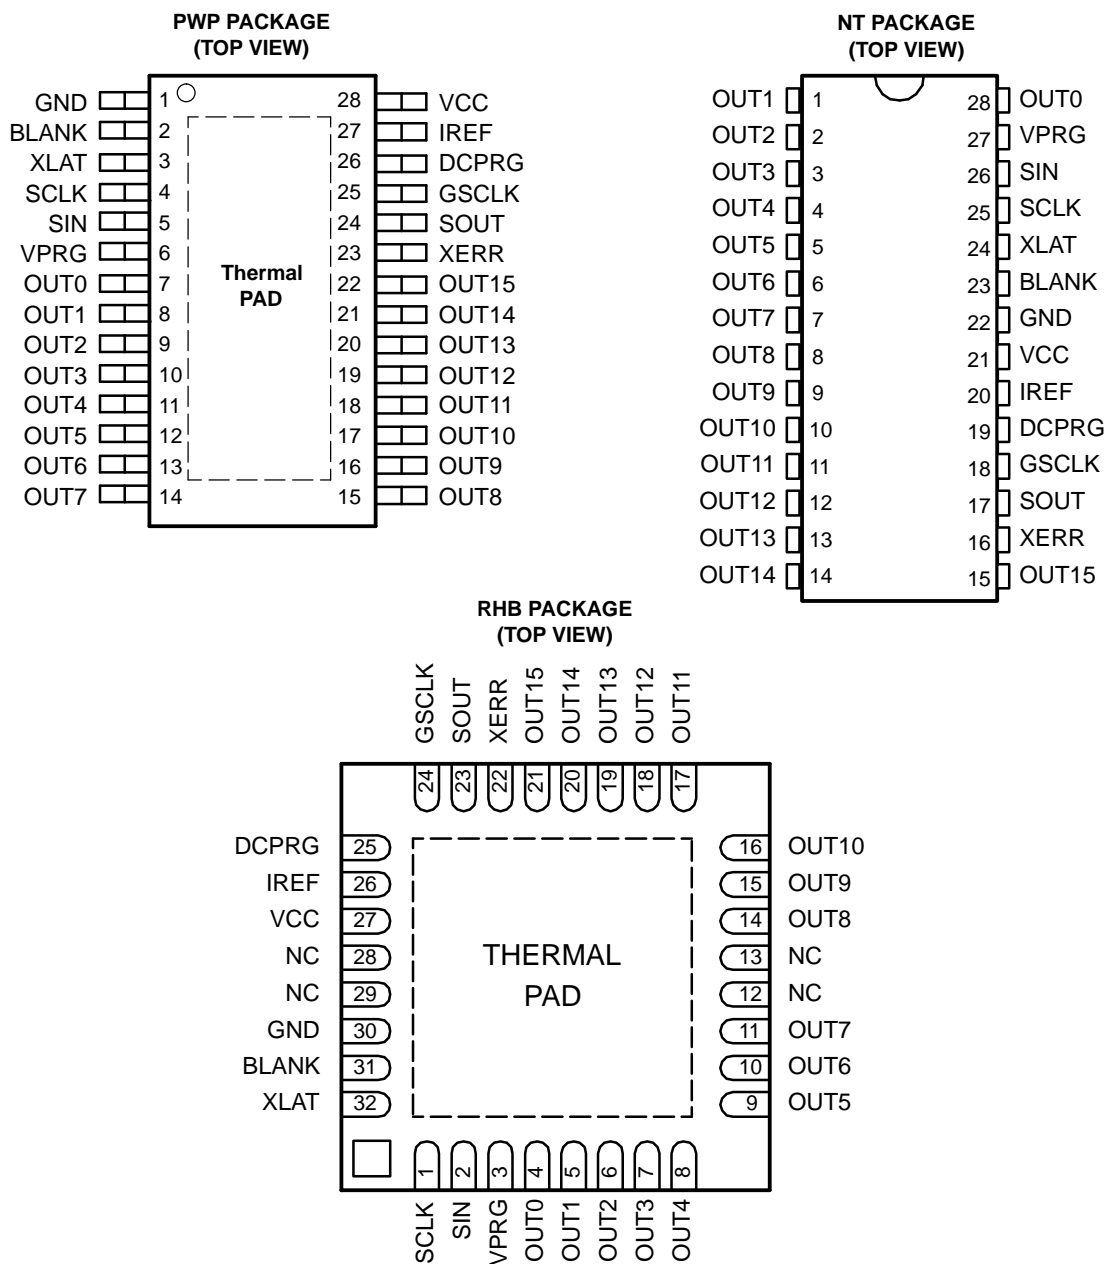 PWP PACKAGE
(TOP VIEW)
GND 1 28 VCC
BLANK 2 27 IREF
XLAT 3 26 DCPRG
SCLK 4 25 GSCLK
SIN 5 24 SOUT
VPRG 6 23 XERR
OUT0 7 22 OUT15
OUT1 8 21 OUT14
OUT2 9 20 OUT13
OUT3 10 19 OUT12
OUT4 11 18 OUT11
OUT5 12 17 OUT10
OUT6 13 16 OUT9
OUT7 14 15 OUT8
Thermal
PAD
NT PACKAGE
(TOP VIEW)
OUT1 1 28 OUT0
OUT2 2 27 VPRG
OUT3 3 26 SIN
OUT4 4 25 SCLK
OUT5 5 24 XLAT
OUT6 6 23 BLANK
OUT7 7 22 GND
OUT8 8 21 VCC
OUT9 9 20 IREF
OUT10 10 19 DCPRG
OUT11 11 18 GSCLK
OUT12 12 17 SOUT
OUT13 13 16 XERR
OUT14 14 15 OUT15
RHB PACKAGE
(TOP VIEW)
GSCLK SOUT XERR OUT15 OUT14 OUT13 OUT12 OUT11
24 23 22 21 20 19 18 17
DCPRG 25 16 OUT10
IREF 26 15 OUT9
VCC 27 14 OUT8
NC 28 13 NC
NC 29 12 NC
GND 30 11 OUT7
BLANK 31 10 OUT6
XLAT 32 9 OUT5
THERMAL
PAD
1 2 3 4 5 6 7 8
SCLK SIN VPRG OUT0 OUT1 OUT2 OUT3 OUT4